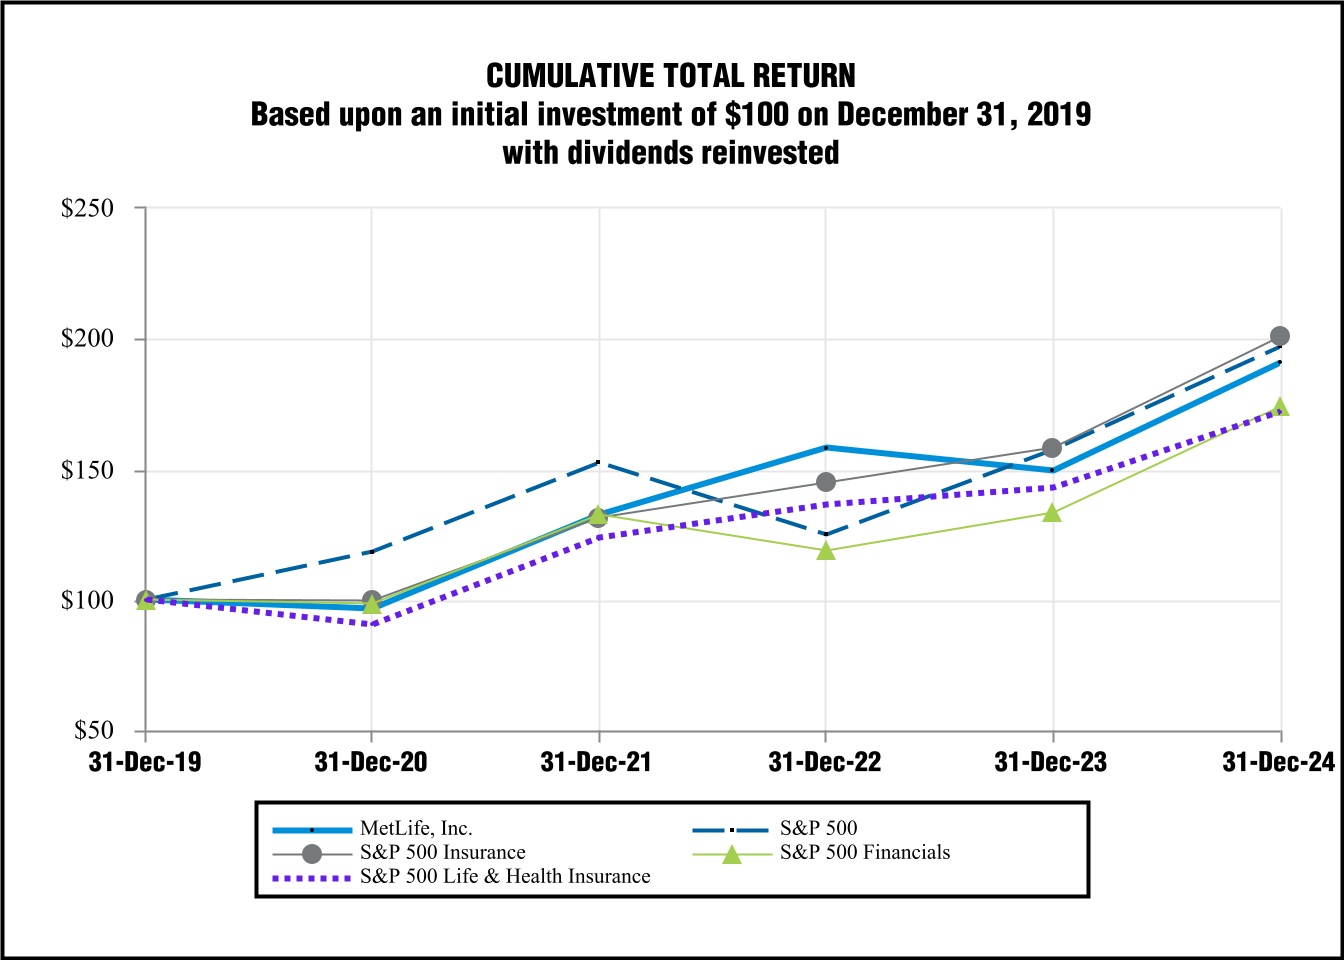 CUMULATIVE TOTAL RETURN
Based upon an initial investment of $100 on December 31, 2019
with dividends reinvested
$250
$200
$150
$100
$50
31-Dec-19 31-Dec-20 31-Dec-21 31-Dec-22 31-Dec-23 31-Dec-24
MetLife, Inc. S&P 500
S&P 500 Insurance S&P 500 Financials
S&P 500 Life & Health Insurance